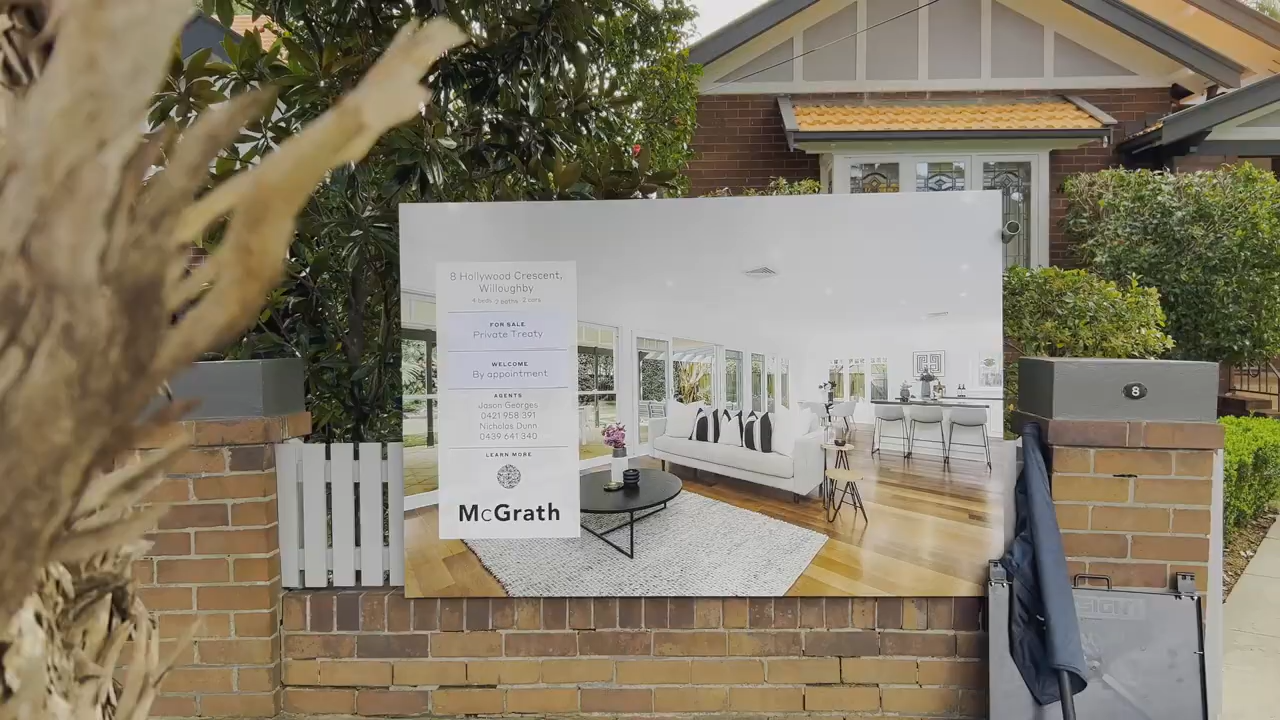 8 Hollywood Crescent,
Willoughby
4 beds 2 baths 2 cars
FOR SALE
Private Treaty
WELCOME
By appointment
AGENTS
Jason Georges
0421 958 391
Nicholas Dunn
0439 641 340
LEARN MORE
McGrath
8